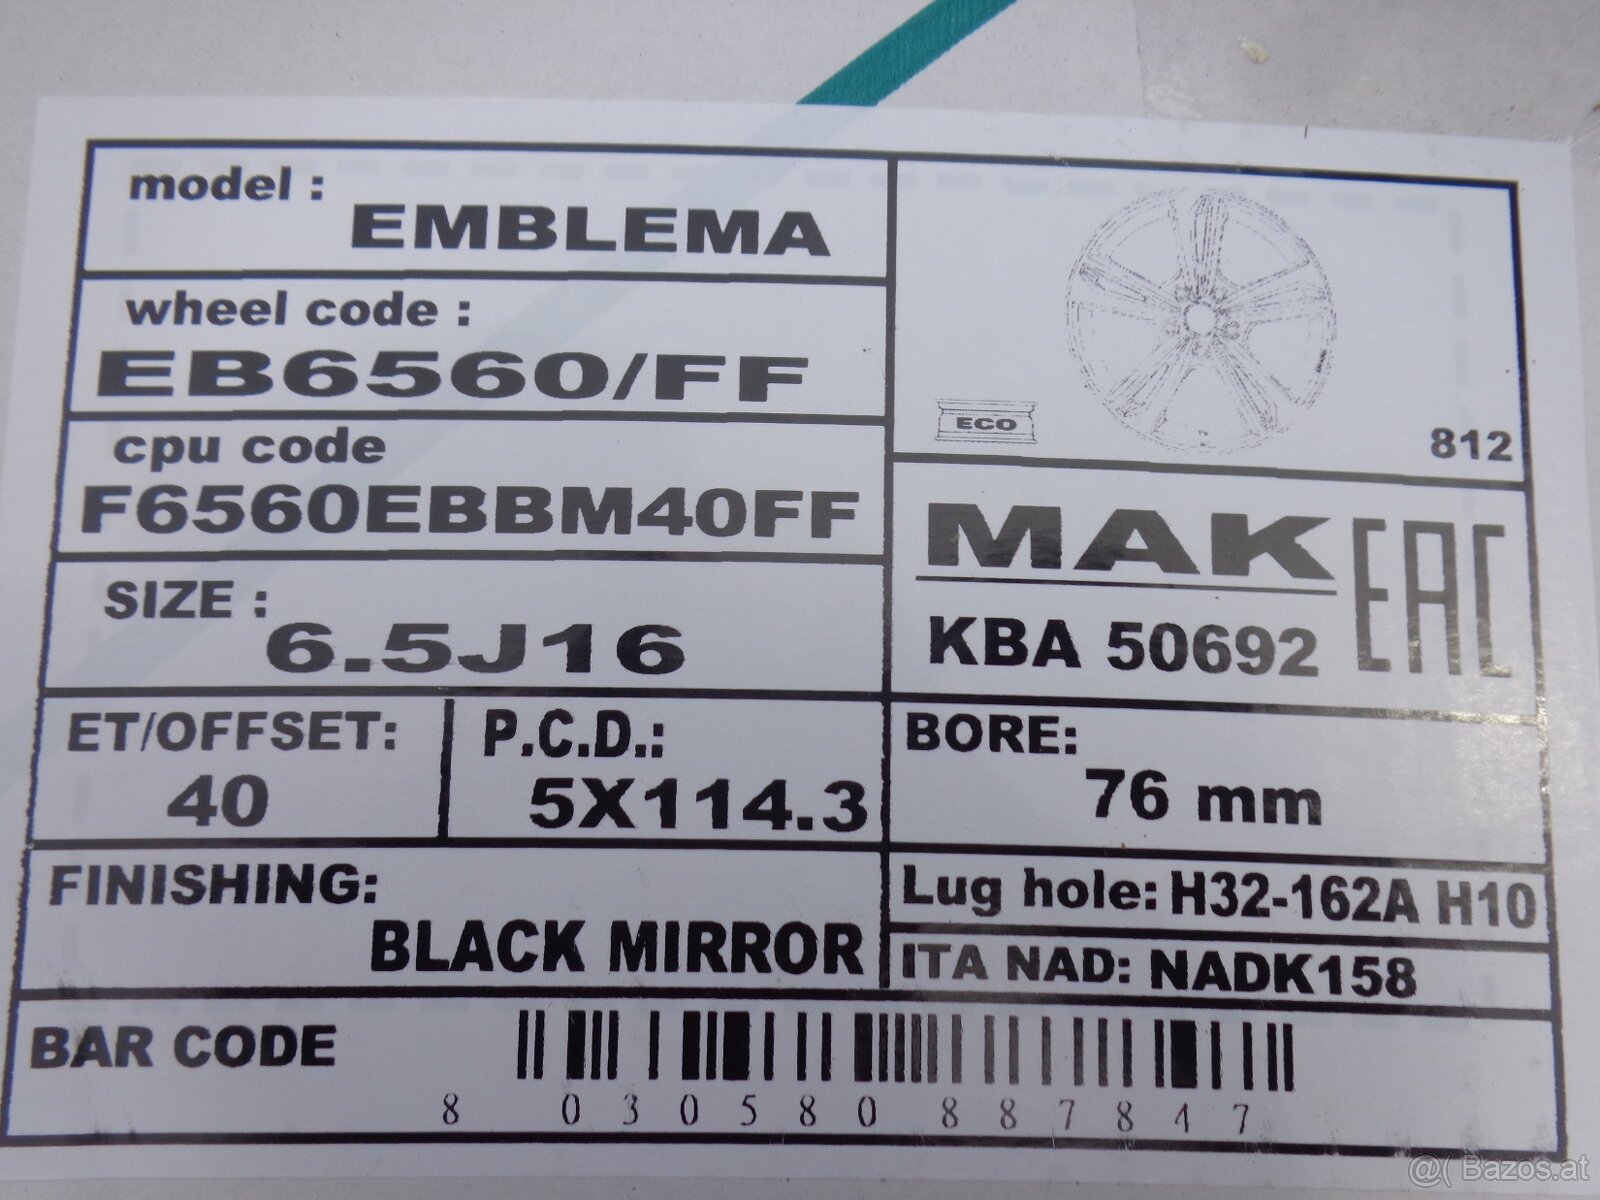 model :
EMBLEMA
wheel code :
EB6560/FF
cpu code
F6560EBBM40FF
SIZE :
6.5J16
ET/OFFSET:
40
P.C.D.:
5X114.3
FINISHING:
BLACK MIRROR
ECO
812
MAK
EAC
KBA 50692
BORE:
76 mm
Lug hole: H32-162A H10
ITA NAD: NADK158
BAR CODE
8 030580 887847
@( Bazos.at